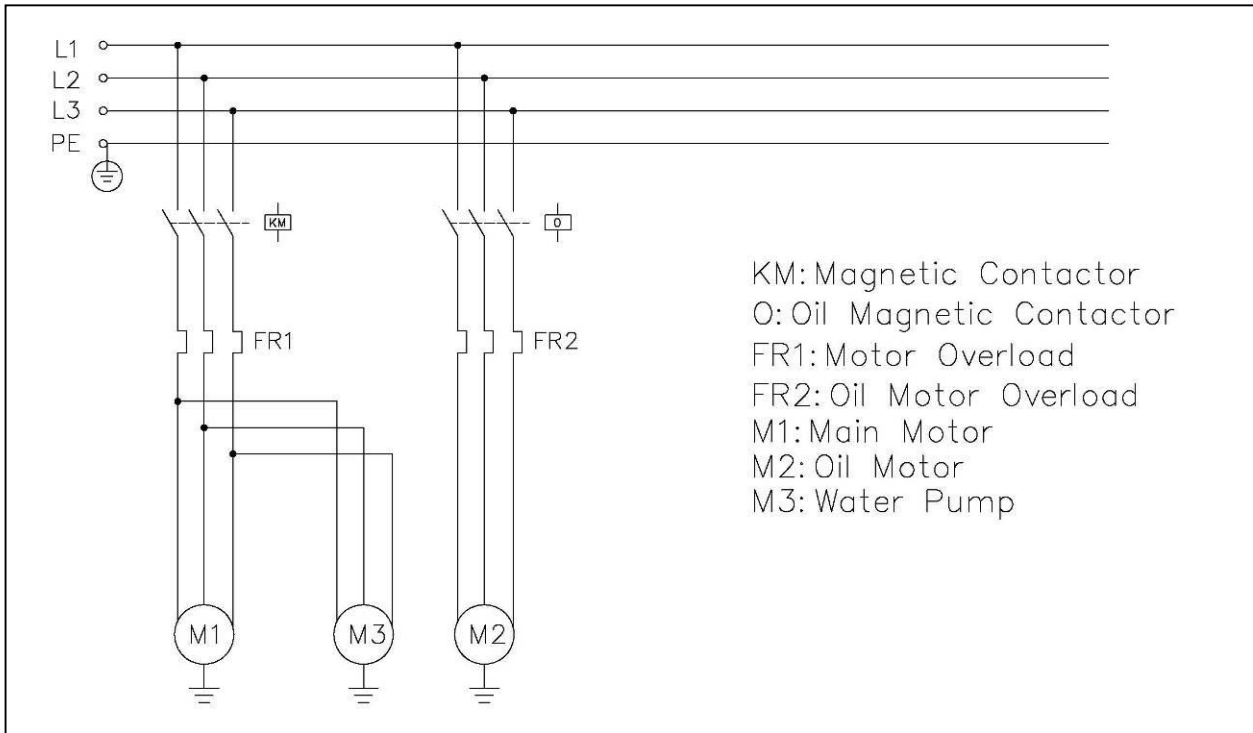 L1
L2
L3
PE
KM
O
FR1
FR2
KM: Magnetic Contactor
O: Oil Magnetic Contactor
FR1: Motor Overload
FR2: Oil Motor Overload
M1: Main Motor
M2: Oil Motor
M3: Water Pump
M1
M3
M2